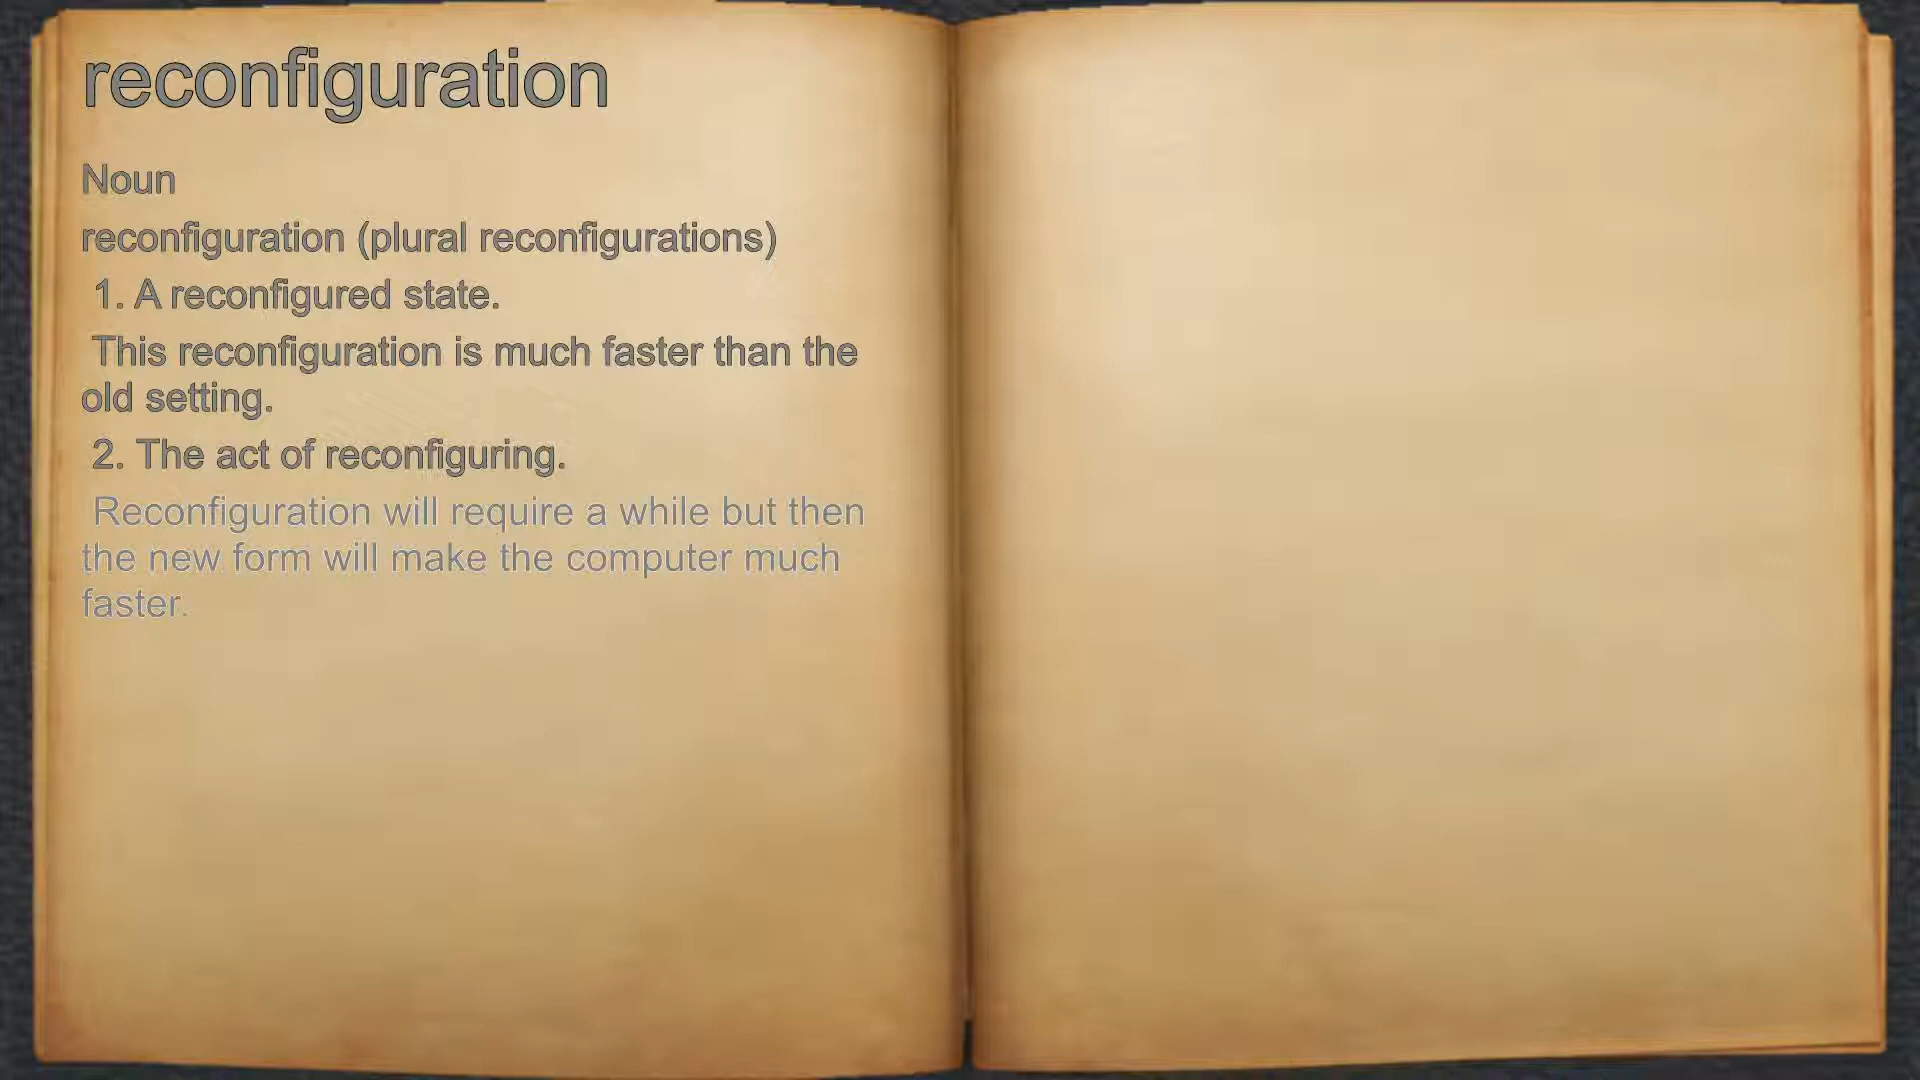 reconfiguration
Noun
reconfiguration (plural reconfigurations)
1. A reconfigured state.
This reconfiguration is much faster than the
old setting.
2. The act of reconfiguring.
Reconfiguration will require a while but then
the new form will make the computer much
faster.